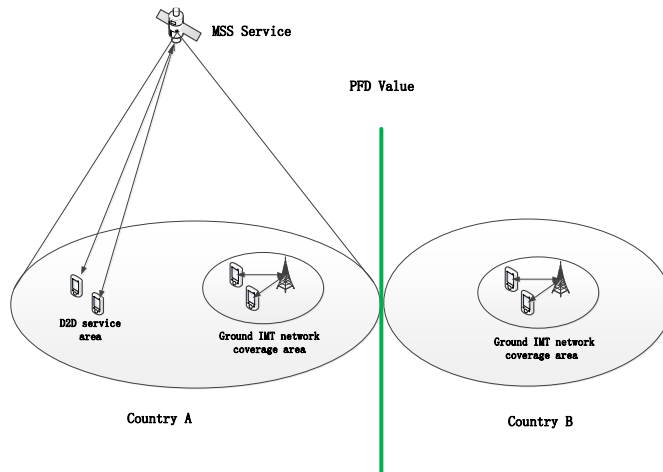 MSS Service
PFD Value
D2D service
area
Ground IMT network
coverage area
Ground IMT network
coverage area
Country A
Country B